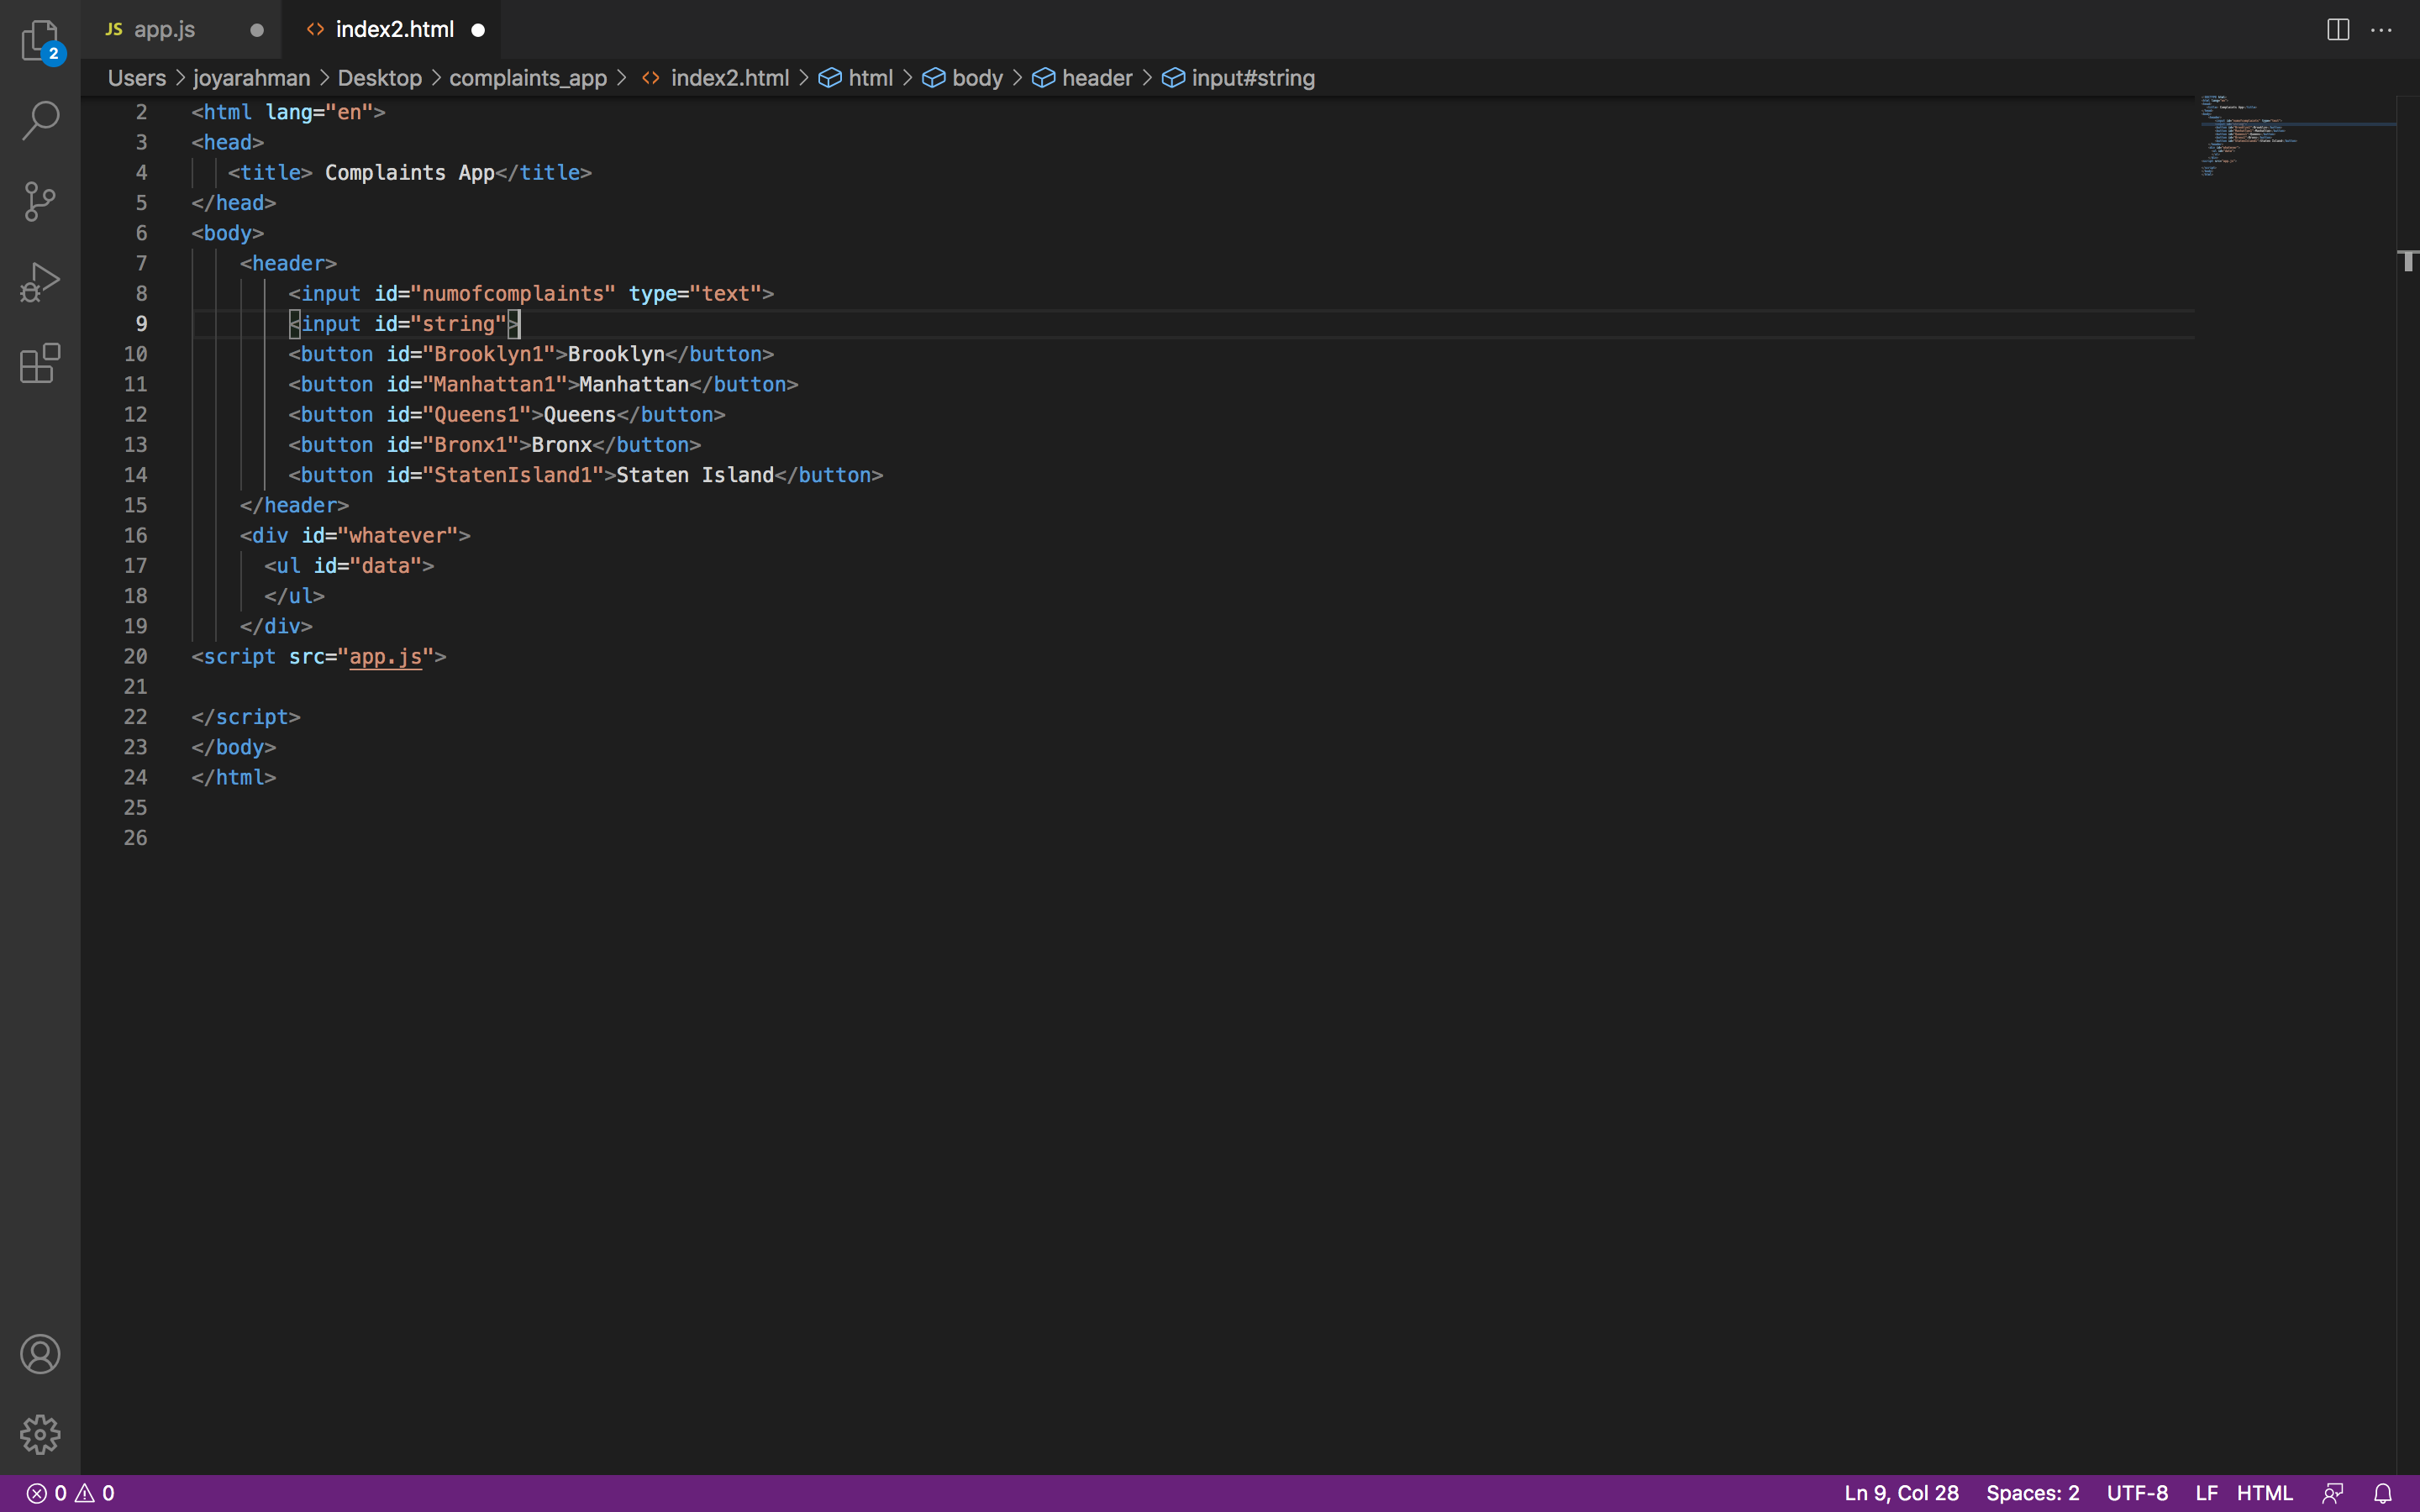 JS app.js
<> index2.html
2
Users > joyarahman > Desktop > complaints_app > <> index2.html > html > body > header > input#string
2 <html lang="en">
3 <head>
4 <title> Complaints App</title>
5 </head>
6 <body>
7 <header>
8 <input id="numofcomplaints" type="text">
9 <input id="string">
10 <button id="Brooklyn1">Brooklyn</button>
11 <button id="Manhattan1">Manhattan</button>
12 <button id="Queens1">Queens</button>
13 <button id="Bronx1">Bronx</button>
14 <button id="StatenIsland1">Staten Island</button>
15 </header>
16 <div id="whatever">
17 <ul id="data">
18 </ul>
19 </div>
20 <script src="app.js">
21
22 </script>
23 </body>
24 </html>
25
26
0 0
Ln 9, Col 28 Spaces: 2 UTF-8 LF HTML